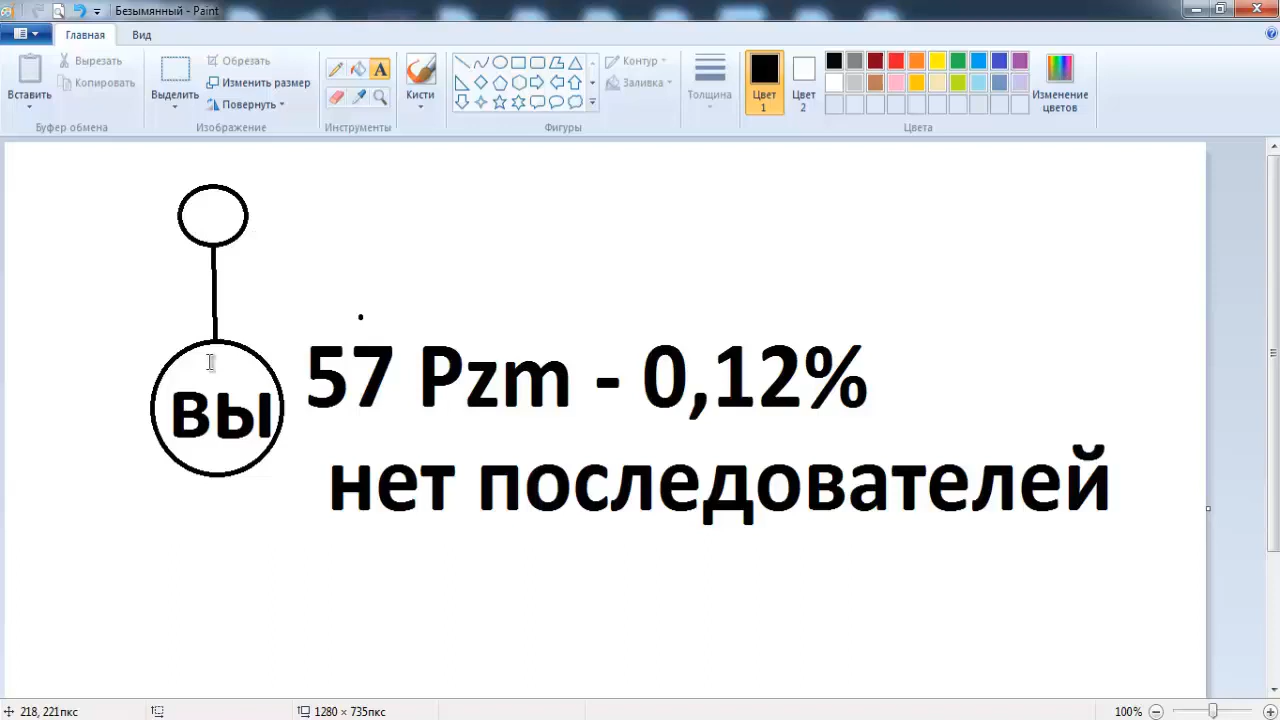 Безымянный - Paint
Главная
Вид
Вставить
Вырезать
Копировать
Буфер обмена
Выделить
Обрезать
Изменить размер
Повернуть
Изображение
A
Инструменты
Кисти
Контур
Заливка
Фигуры
Толщина
Цвет 1
Цвет 2
Изменение цветов
Цвета
57 Pzm - 0,12%
вы
нет последователей
218, 221пкс
1280 × 735пкс
100%